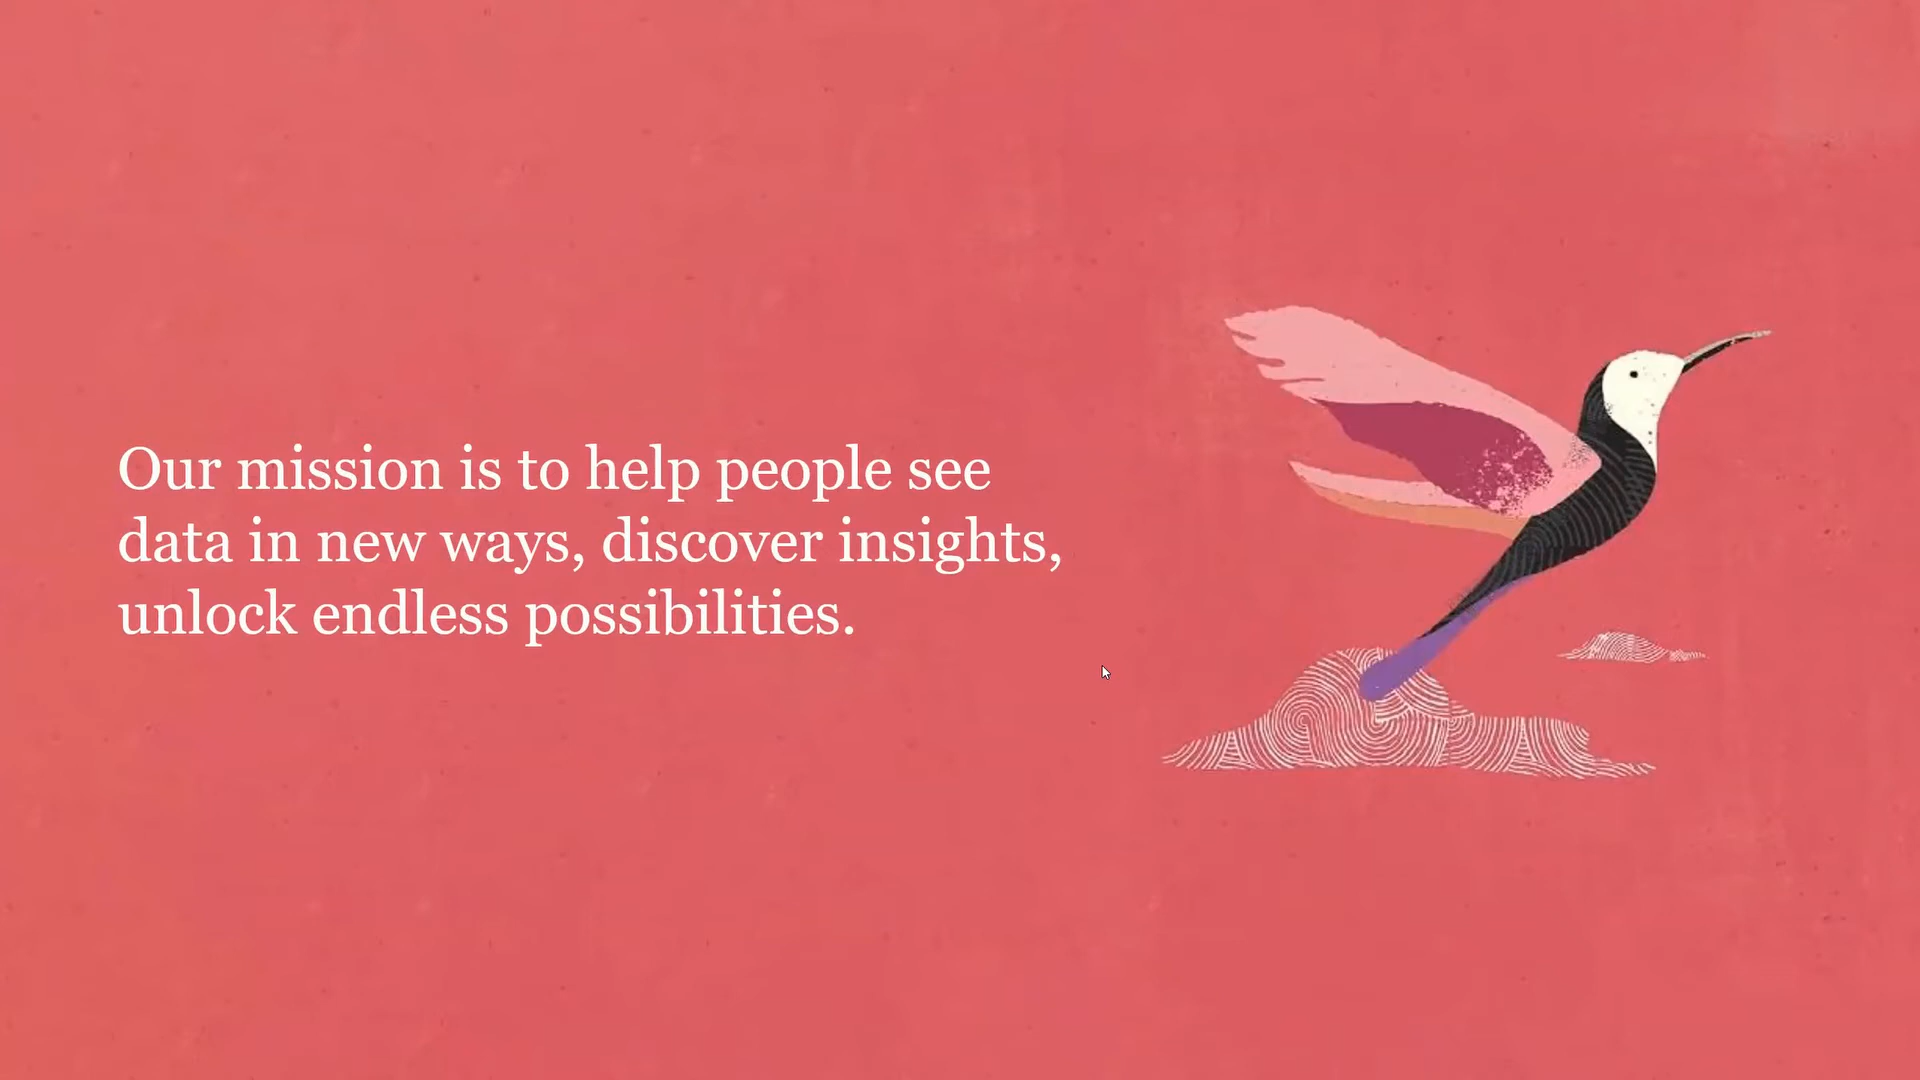 Our mission is to help people see
data in new ways, discover insights,
unlock endless possibilities.